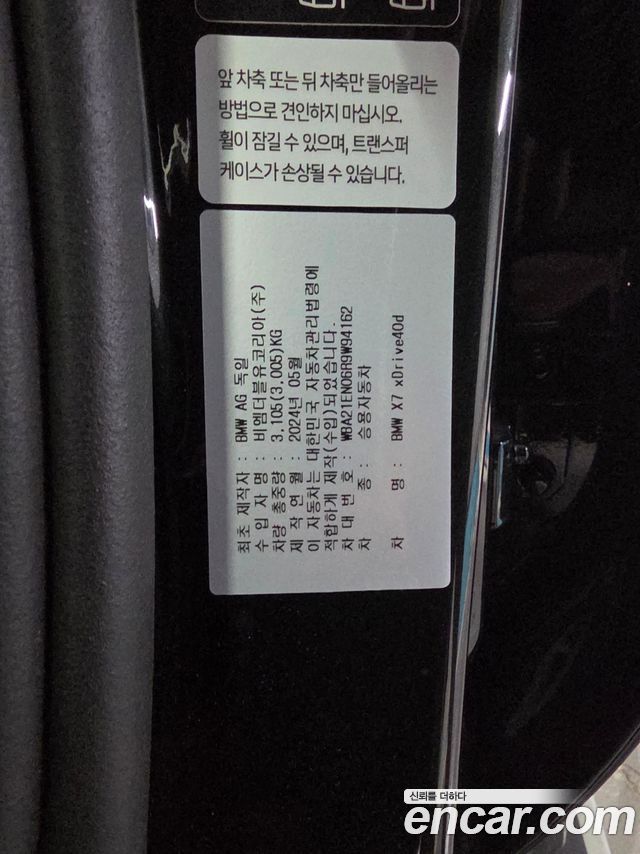 앞 차축 또는 뒤 차축만 들어올리는
방법으로 견인하지 마십시오.
휠이 잠길 수 있으며, 트랜스퍼
케이스가 손상될 수 있습니다.
최초 제작자 : BMW AG 독일
수 입 자 명 : 비엠더블유코리아(주)
차량 총중량 : 3,105(3,005)KG
제 작 연 월 : 2024년 05월
이 자동차는 대한민국 자동차관리법령에
적합하게 제작(수입)되었습니다.
차 대 번 호 : WBA21EN06R9W94162
차 종 : 승용자동차
차 명 : BMW X7 xDrive40d
신뢰를 더하다
encar.com